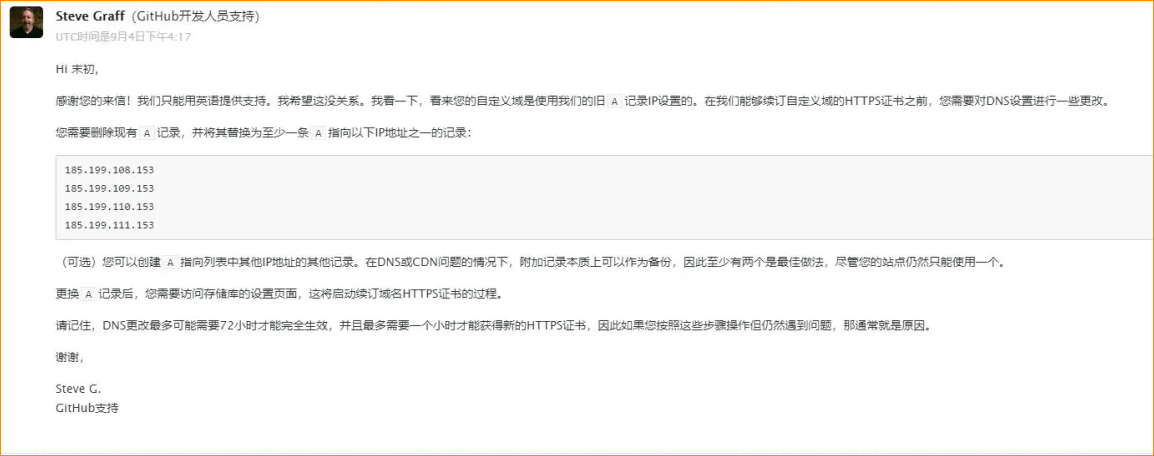 Steve Graff（GitHub开发人员支持）
UTC时间是9月4日下午4:17
Hi 末初，
感谢您的来信！我们只能用英语提供支持。我希望这没关系。我看一下，看来您的自定义域是使用我们的旧 A 记录IP设置的。在我们能够续订自定义域的HTTPS证书之前，您需要对DNS设置进行一些更改。
您需要删除现有 A 记录，并将其替换为至少一条 A 指向以下IP地址之一的记录：
185.199.108.153
185.199.109.153
185.199.110.153
185.199.111.153
（可选）您可以创建 A 指向列表中其他IP地址的其他记录。在DNS或CDN问题的情况下，附加记录本质上可以作为备份，因此至少有两个是最佳做法，尽管您的站点仍然只能使用一个。
更换 A 记录后，您需要访问存储库的设置页面，这将启动续订域名HTTPS证书的过程。
请记住，DNS更改最多可能需要72小时才能完全生效，并且最多需要一个小时才能获得新的HTTPS证书，因此如果您按照这些步骤操作但仍然遇到问题，那通常就是原因。
谢谢，
Steve G.
GitHub支持